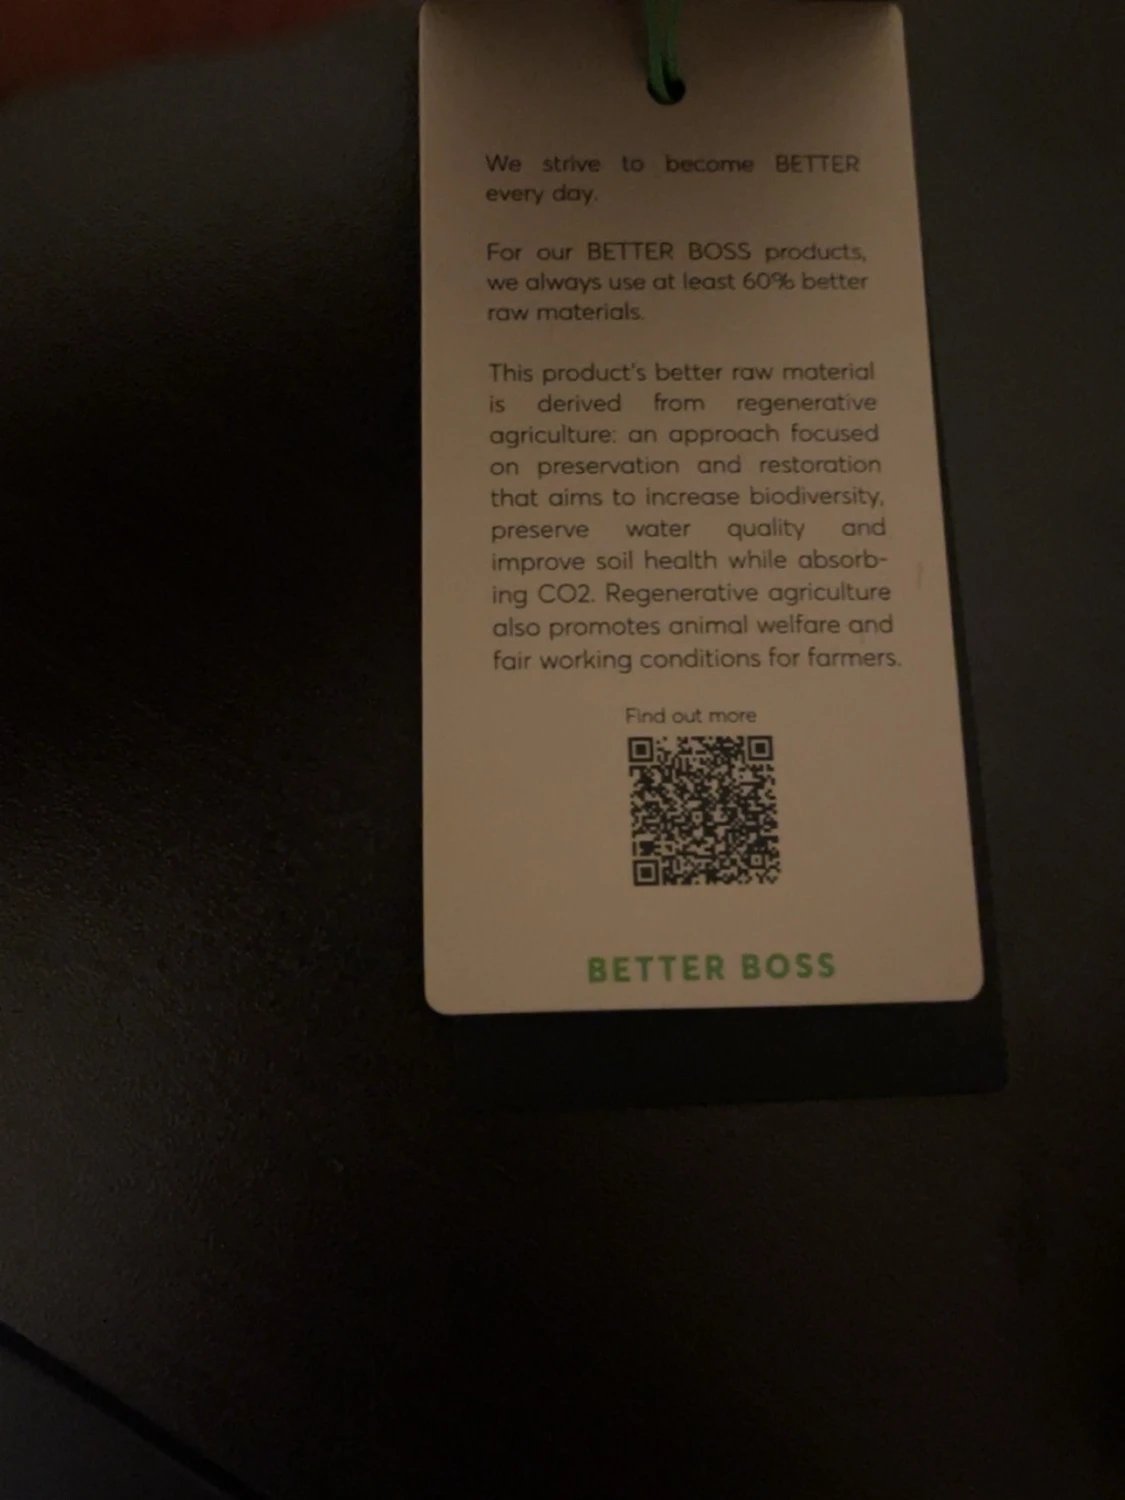 We strive to become BETTER
every day.
For our BETTER BOSS products,
we always use at least 60% better
raw materials.
This product's better raw material
is derived from regenerative
agriculture: an approach focused
on preservation and restoration
that aims to increase biodiversity,
preserve water quality and
improve soil health while absorb-
ing CO2. Regenerative agriculture
also promotes animal welfare and
fair working conditions for farmers.
Find out more
BETTER BOSS